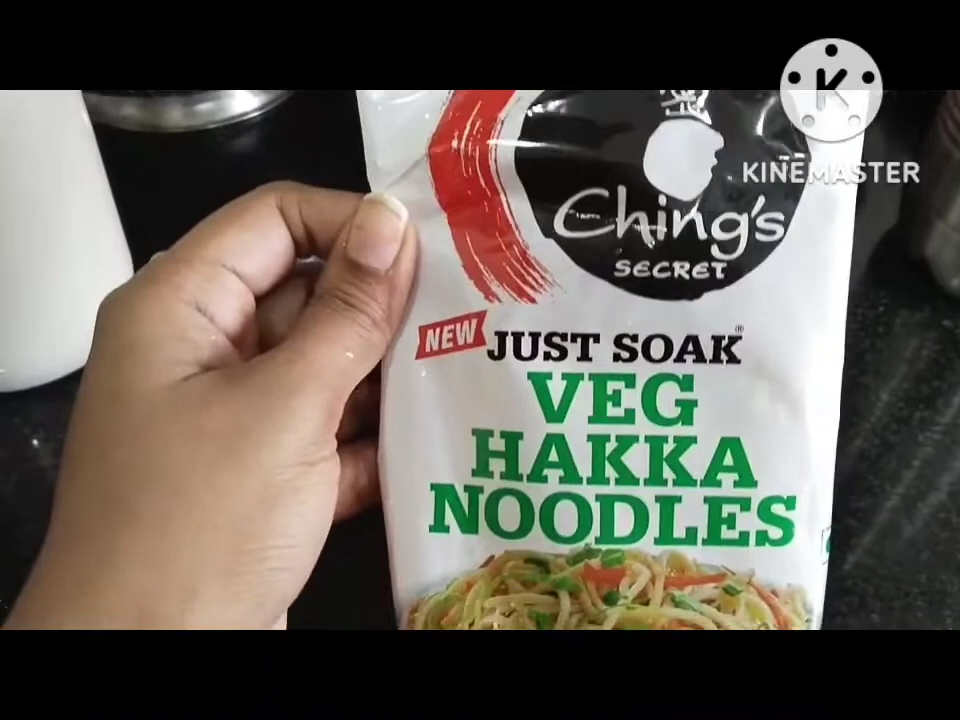 KINEMASTER
Ching's
SECRET
NEW JUST SOAK®
VEG
HAKKA
NOODLES